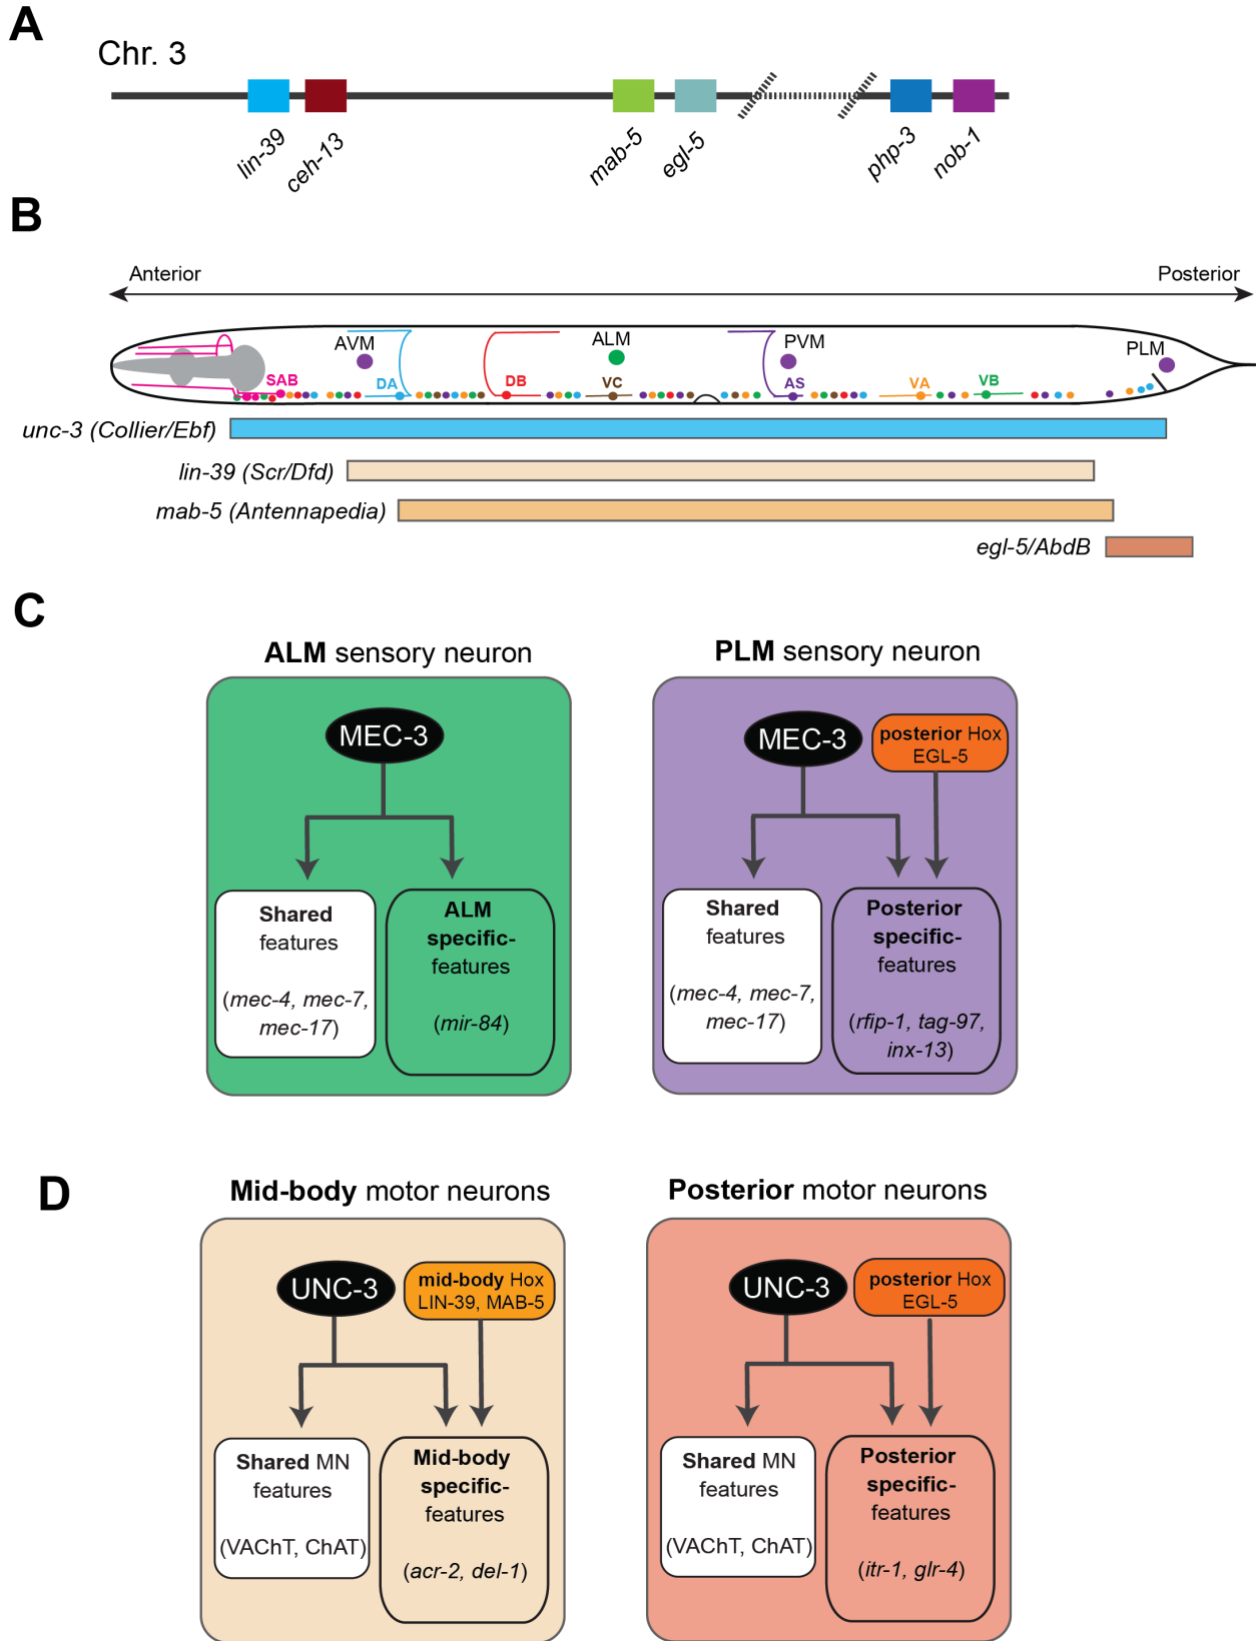 A
Chr. 3
lin-39
ceh-13
mab-5
egl-5
php-3
nob-1
B
Anterior
Posterior
AVM
ALM
PVM
PLM
SAB
DA
DB
VC
AS
VA
VB
unc-3 (Collier/Ebf)
lin-39 (Scr/Dfd)
mab-5 (Antennapedia)
egl-5/AbdB
C
ALM sensory neuron
MEC-3
Shared
features
(mec-4, mec-7,
mec-17)
ALM
specific-
features
(mir-84)
PLM sensory neuron
MEC-3
posterior Hox
EGL-5
Shared
features
(mec-4, mec-7,
mec-17)
Posterior
specific-
features
(rfip-1, tag-97,
inx-13)
D
Mid-body motor neurons
UNC-3
mid-body Hox
LIN-39, MAB-5
Shared MN
features
(VAChT, ChAT)
Mid-body
specific-
features
(acr-2, del-1)
Posterior motor neurons
UNC-3
posterior Hox
EGL-5
Shared MN
features
(VAChT, ChAT)
Posterior
specific-
features
(itr-1, glr-4)